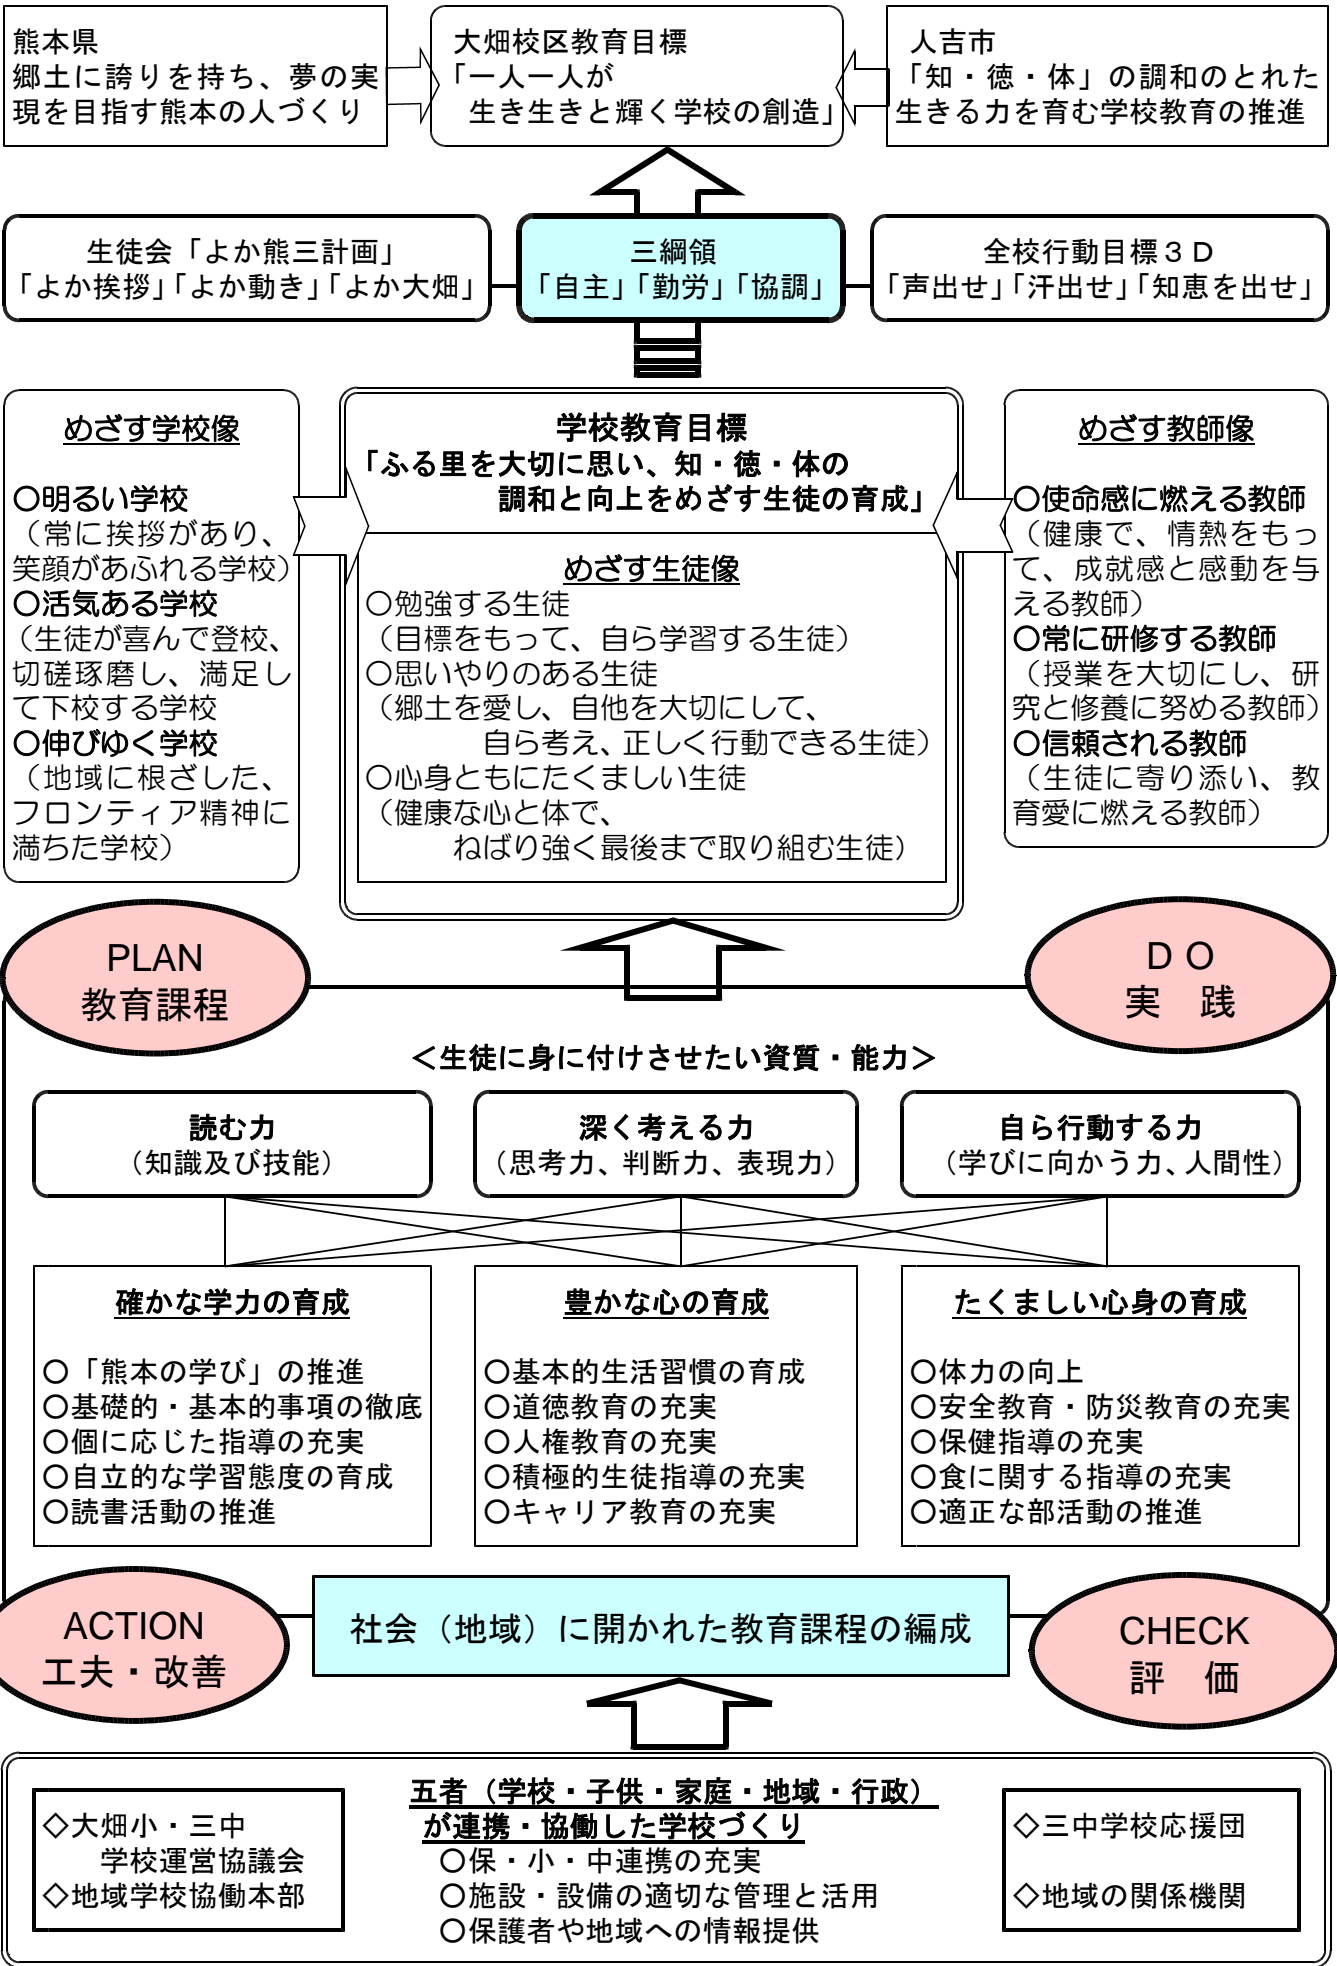 熊本県
郷土に誇りを持ち、夢の実
現を目指す熊本の人づくり
大畑校区教育目標
「一人一人が
生き生きと輝く学校の創造」
人吉市
「知・徳・体」の調和のとれた
生きる力を育む学校教育の推進
生徒会「よか熊三計画」
「よか挨拶」「よか動き」「よか大畑」
三綱領
「自主」「勤労」「協調」
全校行動目標３Ｄ
「声出せ」「汗出せ」「知恵を出せ」
めざす学校像
○明るい学校
（常に挨拶があり、
笑顔があふれる学校）
○活気ある学校
（生徒が喜んで登校、
切磋琢磨し、満足し
て下校する学校
○伸びゆく学校
（地域に根ざした、
フロンティア精神に
満ちた学校）
学校教育目標
「ふる里を大切に思い、知・徳・体の
調和と向上をめざす生徒の育成」
めざす生徒像
○勉強する生徒
（目標をもって、自ら学習する生徒）
○思いやりのある生徒
（郷土を愛し、自他を大切にして、
自ら考え、正しく行動できる生徒）
○心身ともにたくましい生徒
（健康な心と体で、
ねばり強く最後まで取り組む生徒）
めざす教師像
○使命感に燃える教師
（健康で、情熱をもっ
て、成就感と感動を与
える教師）
○常に研修する教師
（授業を大切にし、研
究と修養に努める教師）
○信頼される教師
（生徒に寄り添い、教
育愛に燃える教師）
PLAN
教育課程
ＤＯ
実　践
＜生徒に身に付けさせたい資質・能力＞
読む力
（知識及び技能）
深く考える力
（思考力、判断力、表現力）
自ら行動する力
（学びに向かう力、人間性）
確かな学力の育成
○「熊本の学び」の推進
○基礎的・基本的事項の徹底
○個に応じた指導の充実
○自立的な学習態度の育成
○読書活動の推進
豊かな心の育成
○基本的生活習慣の育成
○道徳教育の充実
○人権教育の充実
○積極的生徒指導の充実
○キャリア教育の充実
たくましい心身の育成
○体力の向上
○安全教育・防災教育の充実
○保健指導の充実
○食に関する指導の充実
○適正な部活動の推進
ACTION
工夫・改善
社会（地域）に開かれた教育課程の編成
CHECK
評　価
◇大畑小・三中
学校運営協議会
◇地域学校協働本部
五者（学校・子供・家庭・地域・行政）
が連携・協働した学校づくり
○保・小・中連携の充実
○施設・設備の適切な管理と活用
○保護者や地域への情報提供
◇三中学校応援団
◇地域の関係機関